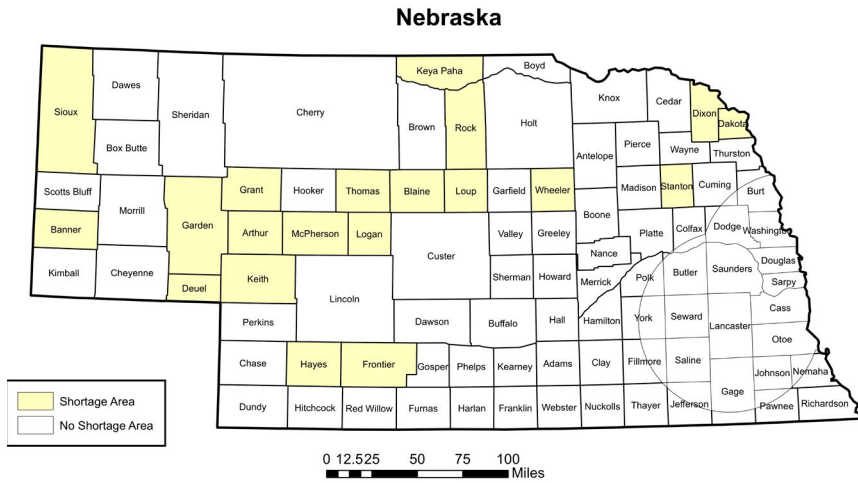 Nebraska
Boyd
Keya Paha
Dawes
Knox
Cedar
Sioux
Sheridan
Cherry
Dixon
Dakota
Brown
Rock
Holt
Box Butte
Pierce
Wayne
Thurston
Antelope
Scotts Bluff
Grant
Hooker
Thomas
Blaine
Loup
Garfield
Wheeler
Madison
Stanton
Cuming
Burt
Morrill
Garden
Boone
Banner
Arthur
McPherson
Logan
Valley
Greeley
Platte
Colfax
Dodge
Washington
Custer
Nance
Kimball
Cheyenne
Keith
Sherman
Howard
Merrick
Polk
Butler
Saunders
Douglas
Sarpy
Deuel
Lincoln
Perkins
Dawson
Buffalo
Hall
Hamilton
York
Seward
Lancaster
Cass
Otoe
Chase
Hayes
Frontier
Gosper
Phelps
Kearney
Adams
Clay
Fillmore
Saline
Johnson
Nemaha
Gage
Dundy
Hitchcock
Red Willow
Furnas
Harlan
Franklin
Webster
Nuckolls
Thayer
Jefferson
Pawnee
Richardson
Shortage Area
No Shortage Area
0 12.525 50 75 100
Miles